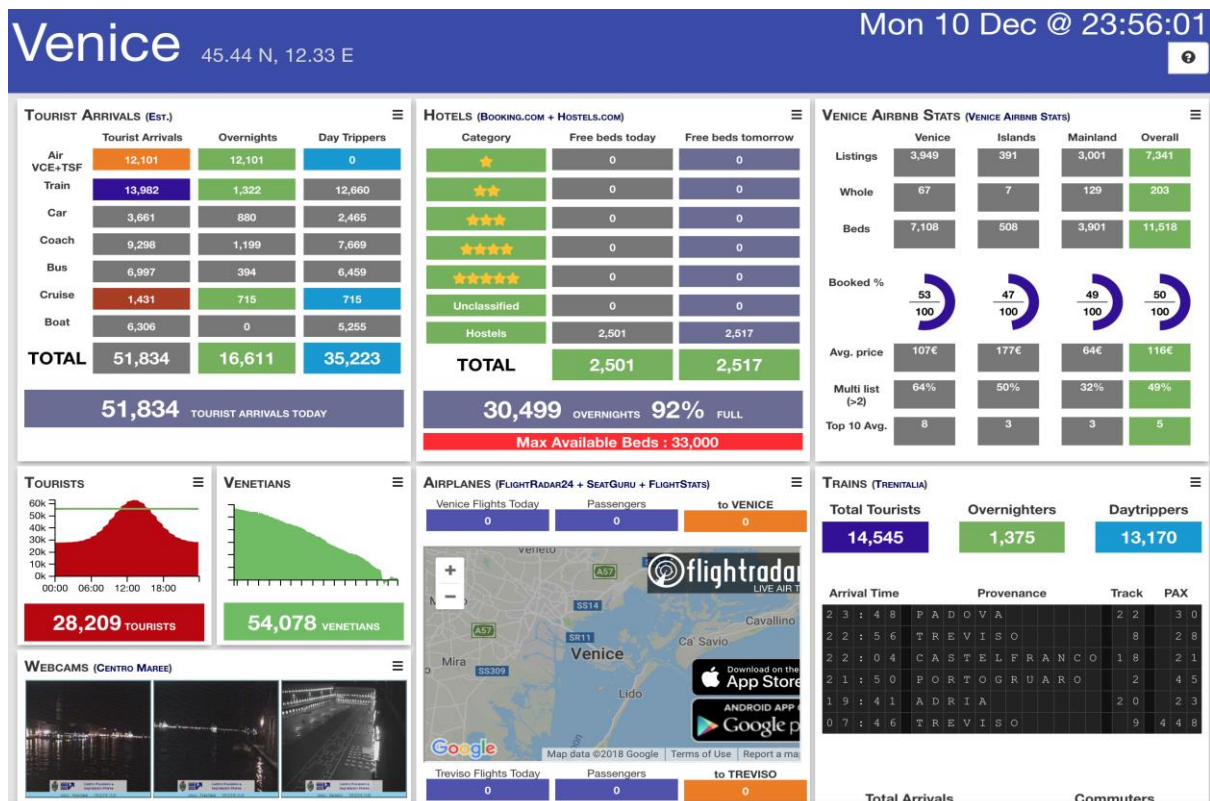 Venice 45.44 N, 12.33 E
Mon 10 Dec @ 23:56:01
TOURIST ARRIVALS (EST.)
Tourist Arrivals Overnights Day Trippers
Air VCE+TSF 12,101 12,101 0
Train 13,982 1,322 12,660
Car 3,661 880 2,465
Coach 9,298 1,199 7,669
Bus 6,997 394 6,459
Cruise 1,431 715 715
Boat 6,306 0 5,255
TOTAL 51,834 16,611 35,223
51,834 TOURIST ARRIVALS TODAY
HOTELS (BOOKING.COM + HOSTELS.COM)
Category Free beds today Free beds tomorrow
0 0
0 0
0 0
0 0
0 0
Unclassified 0 0
Hostels 2,501 2,517
TOTAL 2,501 2,517
30,499 OVERNIGHTS 92% FULL
Max Available Beds : 33,000
VENICE AIRBNB STATS (VENICE AIRBNB STATS)
Venice Islands Mainland Overall
Listings 3,949 391 3,001 7,341
Whole 67 7 129 203
Beds 7,108 508 3,901 11,518
Booked % 53/100 47/100 49/100 50/100
Avg. price 107€ 177€ 64€ 116€
Multi list (>2) 64% 50% 32% 49%
Top 10 Avg. 8 3 3 5
TOURISTS
60k
50k
40k
30k
20k
10k
0k
00:00 06:00 12:00 18:00
28,209 TOURISTS
VENETIANS
54,078 VENETIANS
WEBCAMS (CENTRO MAREE)
AIRPLANES (FLIGHTRADAR24 + SEATGURU + FLIGHTSTATS)
Venice Flights Today Passengers to VENICE
0 0 0
+
−
Veneto
A57
flightradar
LIVE AIR T
SS14
Cavallino
A57
SR11
Ca' Savio
Venice
Mira
SS309
Download on the
App Store
Lido
ANDROID APP
Google p
Google
Map data ©2018 Google Terms of Use Report a ma
Treviso Flights Today Passengers to TREVISO
0 0 0
TRAINS (TRENITALIA)
Total Tourists Overnighters Daytrippers
14,545 1,375 13,170
Arrival Time Provenance Track PAX
23:48 PADOVA 22 30
22:56 TREVISO 8 28
22:04 CASTELFRANCO 18 21
21:50 PORTOGRUARO 2 45
19:41 ADRIA 20 23
07:46 TREVISO 9 448
Total Arrivals Commuters